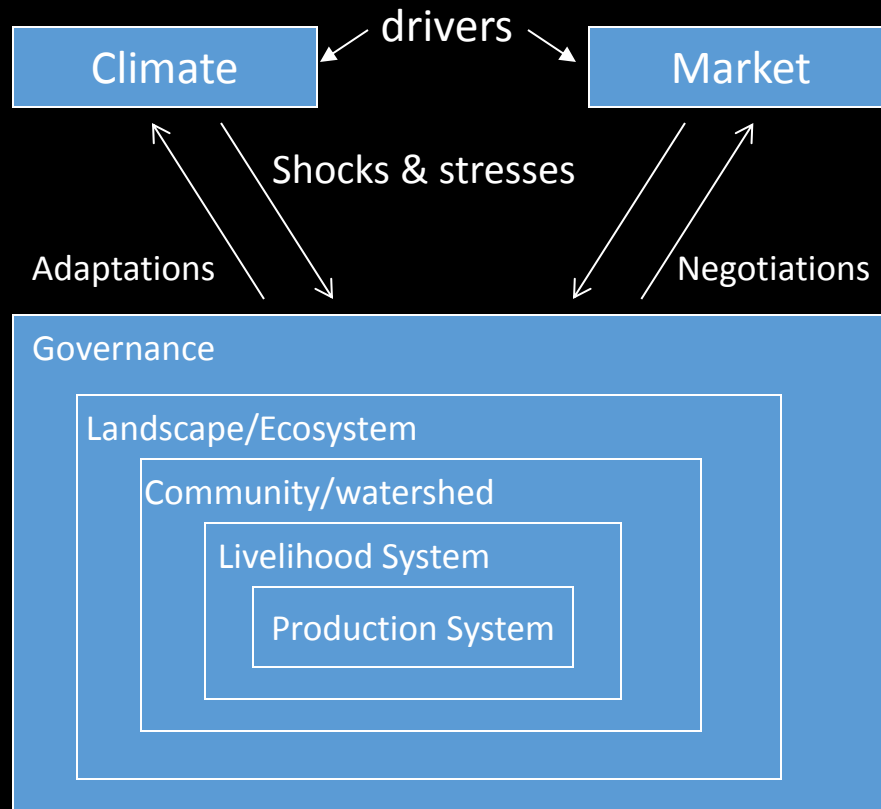 drivers
Climate
Market
Shocks & stresses
Adaptations
Negotiations
Governance
Landscape/Ecosystem
Community/watershed
Livelihood System
Production System